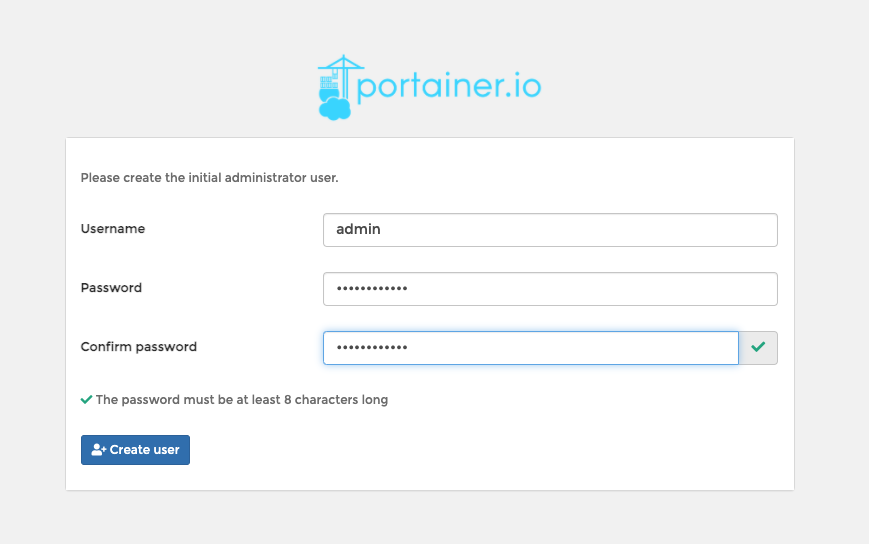 portainer.io
Please create the initial administrator user.
Username
admin
Password
••••••••••••
Confirm password
••••••••••••
The password must be at least 8 characters long
Create user